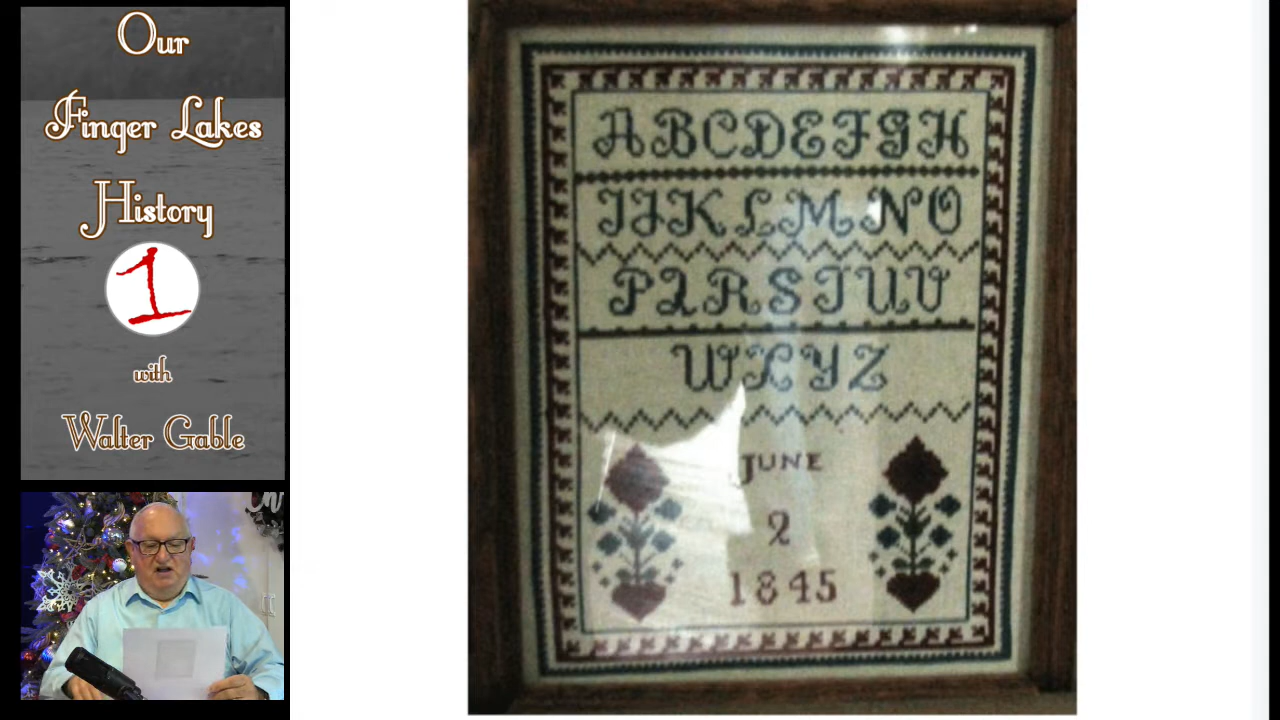 Our
Finger Lakes
History
1
with
Walter Gable
ABCDEFGH
IJKLMNO
PQRSTUV
WXYZ
JUNE
2
1845